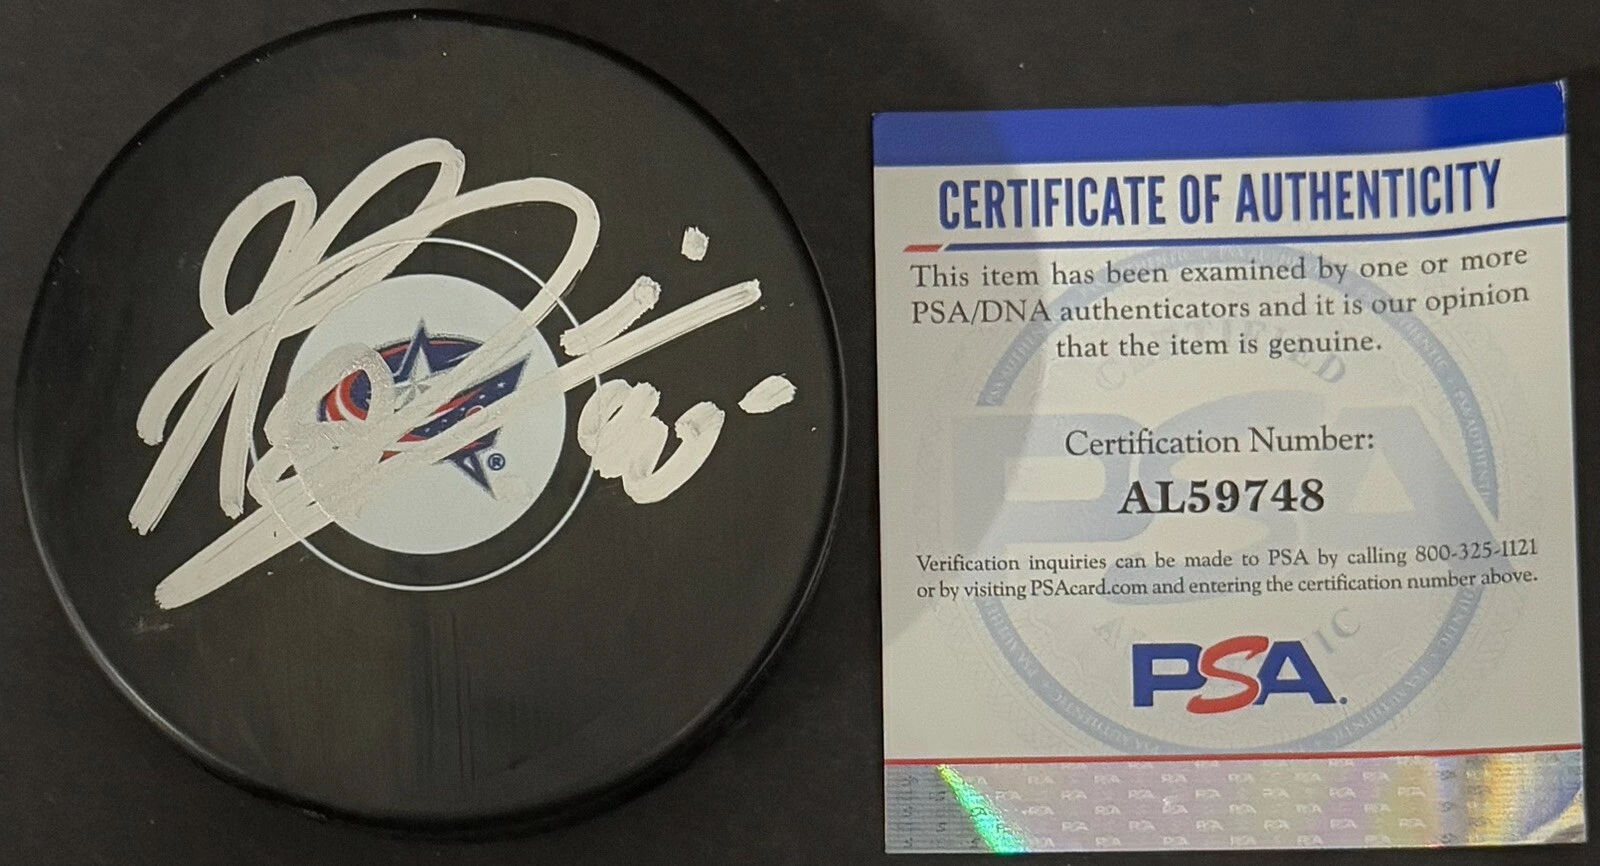 ®
CERTIFICATE OF AUTHENTICITY
This item has been examined by one or more
PSA/DNA authenticators and it is our opinion
that the item is genuine.
CERTIFIED
Certification Number:
AL59748
Verification inquiries can be made to PSA by calling 800-325-1121
or by visiting PSAcard.com and entering the certification number above.
PSA.